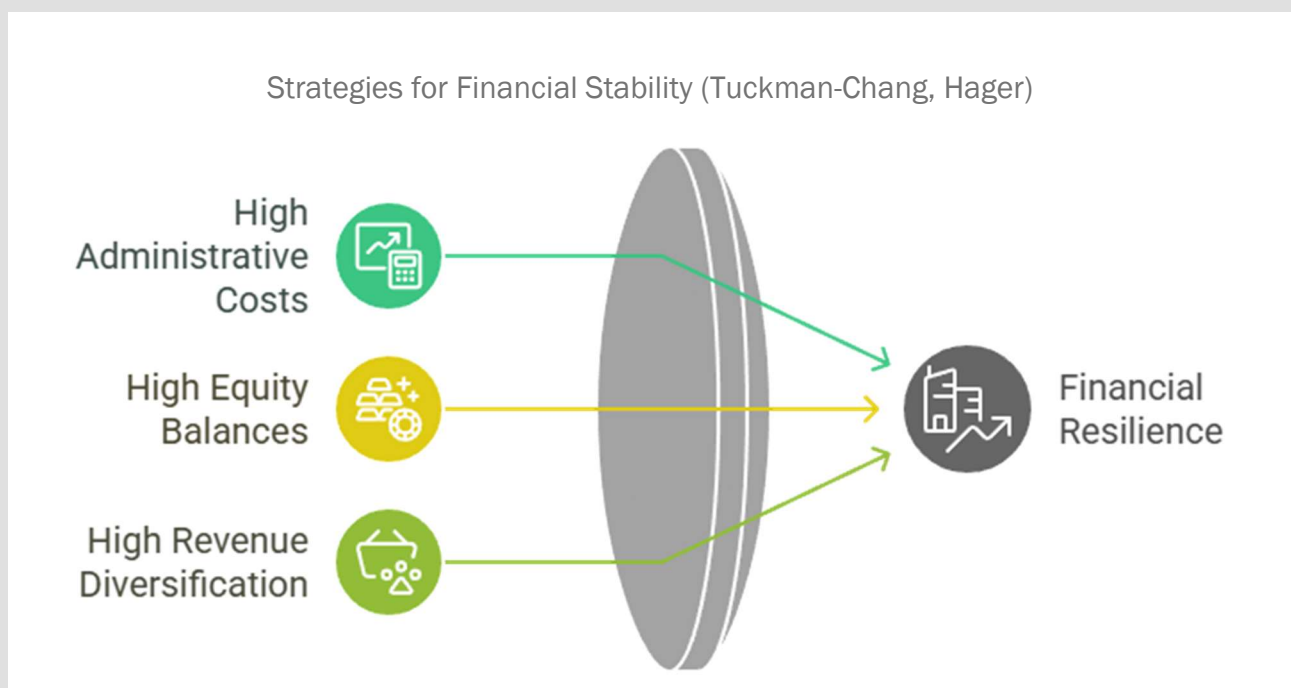 Strategies for Financial Stability (Tuckman-Chang, Hager)
High
Administrative
Costs
High Equity
Balances
High Revenue
Diversification
Financial
Resilience